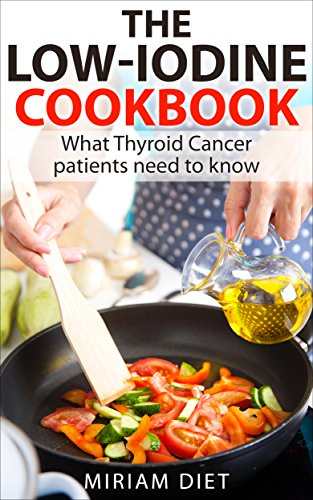 THE
LOW-IODINE
COOKBOOK
What Thyroid Cancer
patients need to know
MIRIAM DIET